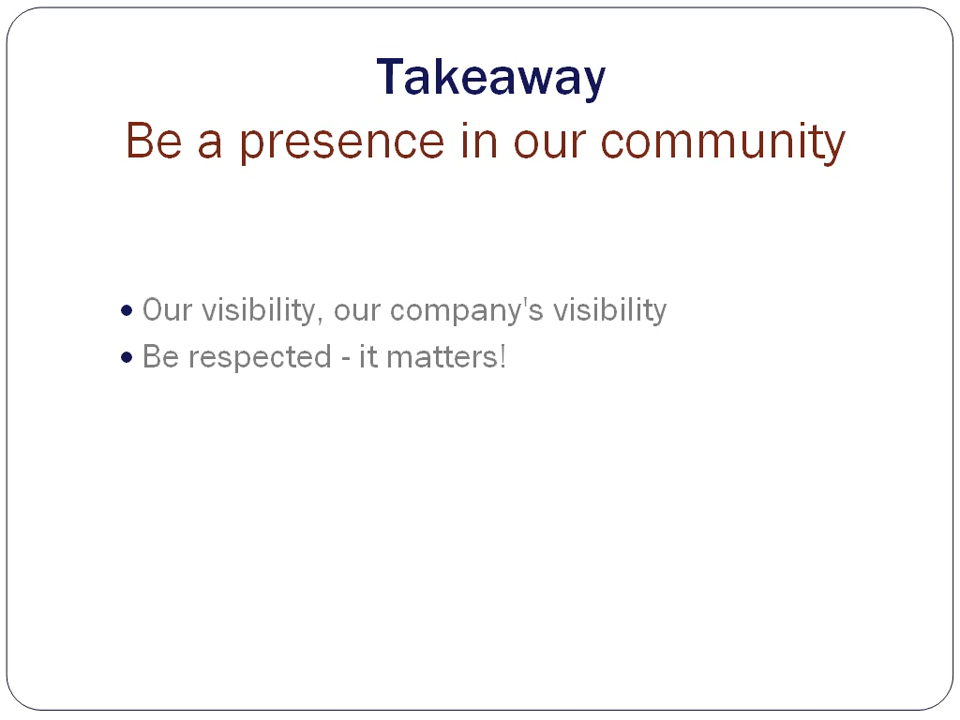 Takeaway
Be a presence in our community
• Our visibility, our company's visibility
• Be respected - it matters!